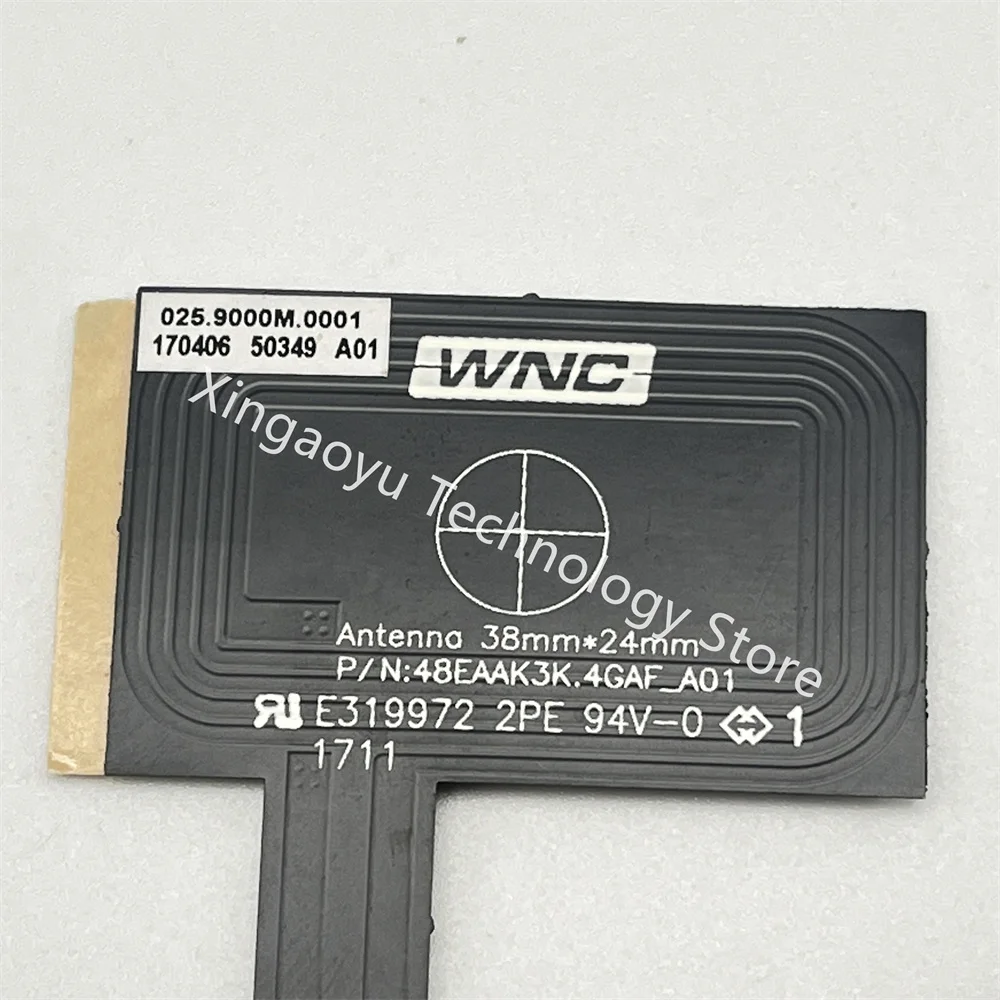 025.9000M.0001
170406 50349 A01
WNC
Xingaoyu Technology Store
Antenna 38mm*24mm
P/N:48EAAK3K.4GAF_A01
E319972 2PE 94V-0 1
1711